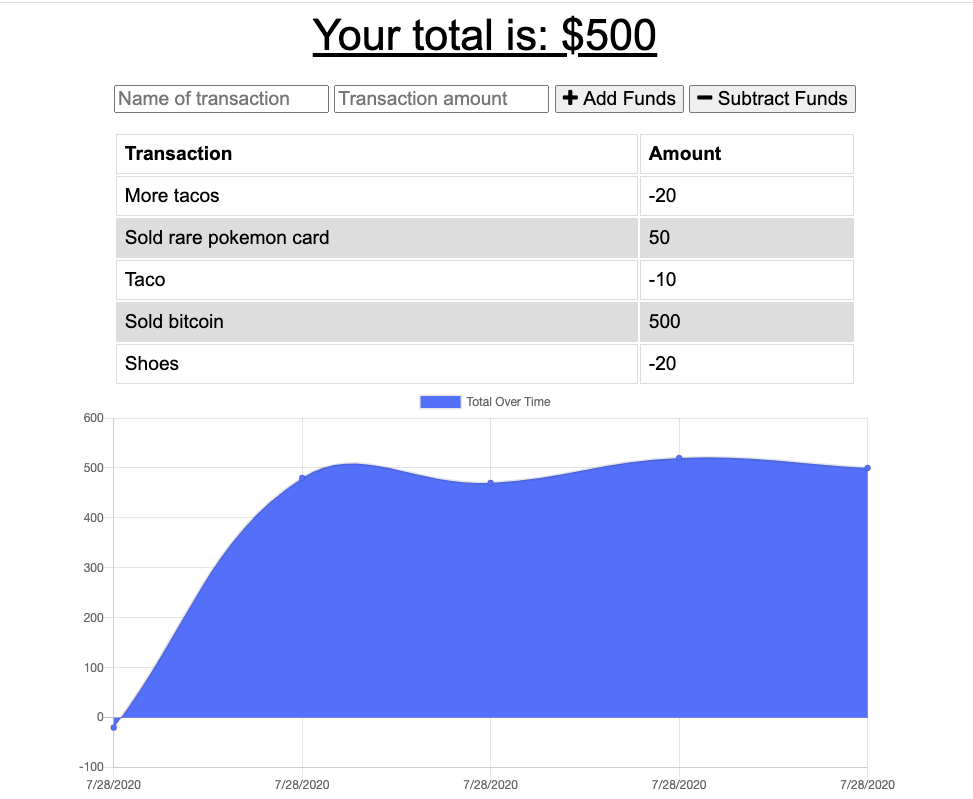 Your total is: $500
Name of transaction Transaction amount Add Funds Subtract Funds
Transaction Amount
More tacos -20
Sold rare pokemon card 50
Taco -10
Sold bitcoin 500
Shoes -20
Total Over Time
600
500
400
300
200
100
0
-100
7/28/2020 7/28/2020 7/28/2020 7/28/2020 7/28/2020